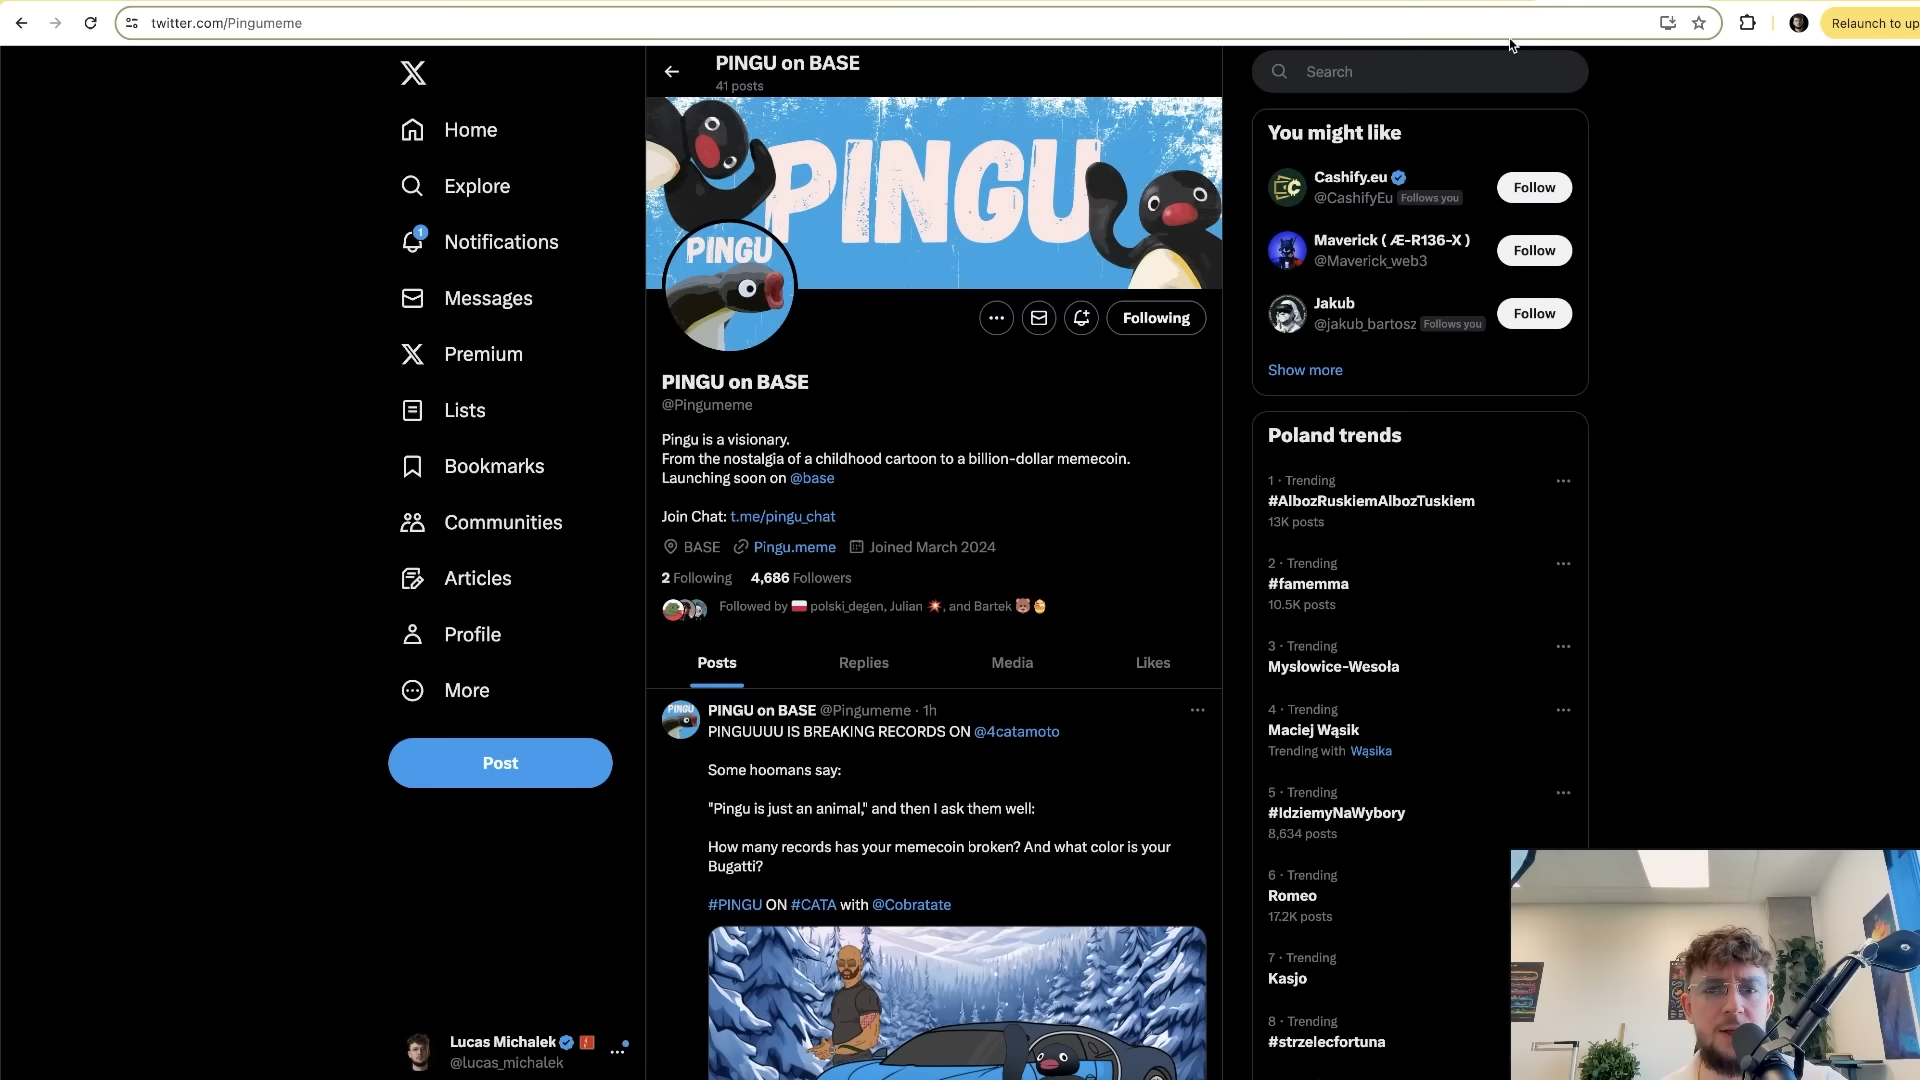 twitter.com/Pingumeme
Relaunch to up
Home
Explore
1
Notifications
Messages
Premium
Lists
Bookmarks
Communities
Articles
Profile
More
Post
Lucas Michalek
@lucas_michalek
PINGU on BASE
41 posts
PINGU
PINGU
Following
PINGU on BASE
@Pingumeme
Pingu is a visionary.
From the nostalgia of a childhood cartoon to a billion-dollar memecoin.
Launching soon on @base
Join Chat: t.me/pingu_chat
BASE Pingu.meme Joined March 2024
2 Following 4,686 Followers
Followed by 🇵🇱 polski_degen, Julian 💥, and Bartek 🐻🐣
Posts Replies Media Likes
PINGU
PINGU on BASE @Pingumeme · 1h
PINGUUUU IS BREAKING RECORDS ON @4catamoto
Some hoomans say:
"Pingu is just an animal," and then I ask them well:
How many records has your memecoin broken? And what color is your
Bugatti?
#PINGU ON #CATA with @Cobratate
Search
You might like
Cashify.eu
@CashifyEu Follows you
Follow
Maverick ( Æ-R136-X )
@Maverick_web3
Follow
Jakub
@jakub_bartosz Follows you
Follow
Show more
Poland trends
1 · Trending
#AlbozRuskiemAlbozTuskiem
13K posts
2 · Trending
#famemma
10.5K posts
3 · Trending
Mysłowice-Wesoła
4 · Trending
Maciej Wąsik
Trending with Wąsika
5 · Trending
#IdziemyNaWybory
8,634 posts
6 · Trending
Romeo
17.2K posts
7 · Trending
Kasjo
8 · Trending
#strzelecfortuna